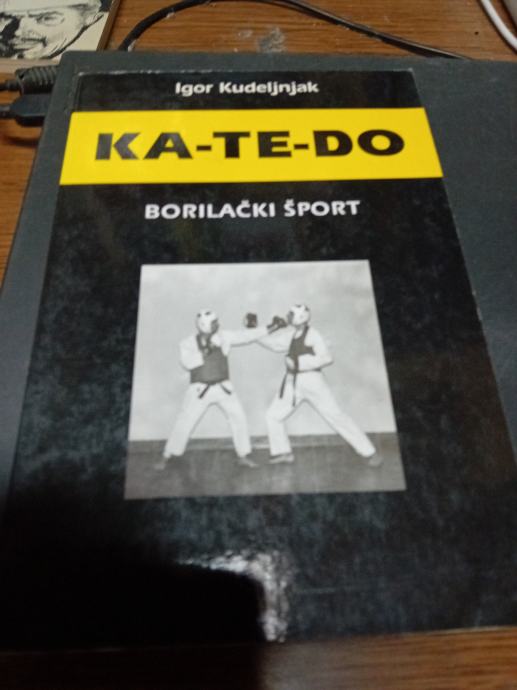 Igor Kudeljnjak
KA-TE-DO
BORILAČKI ŠPORT